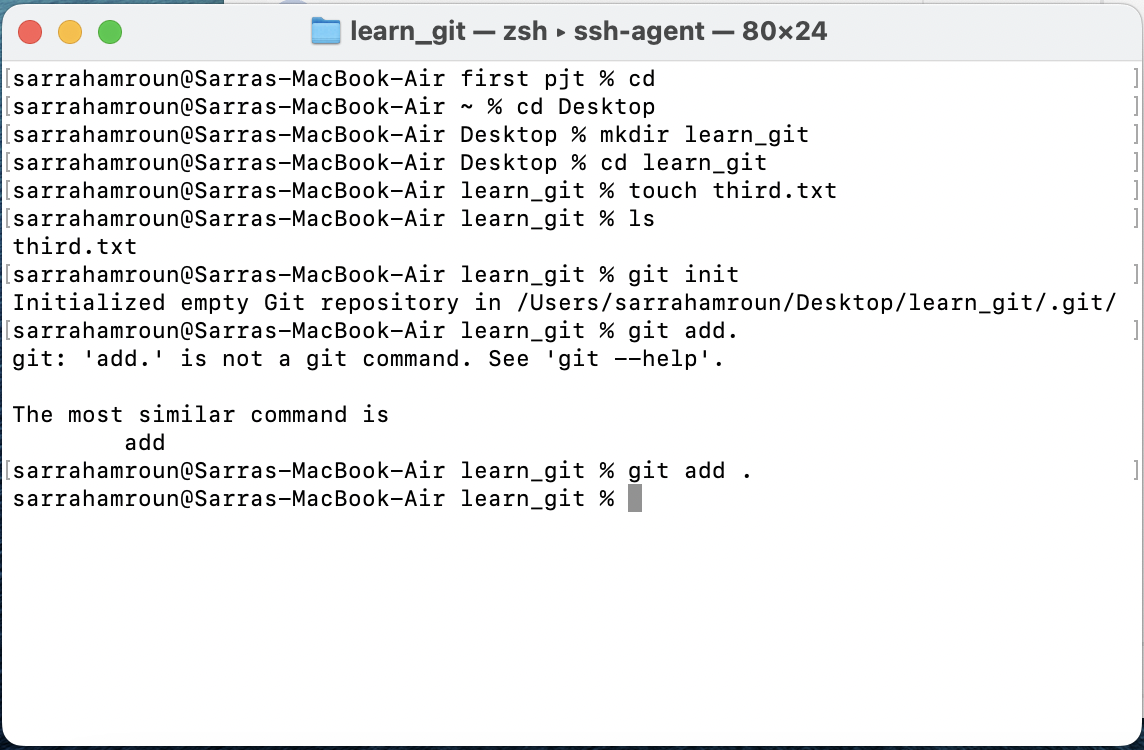 learn_git — zsh ▸ ssh-agent — 80×24
[sarrahamroun@Sarras-MacBook-Air first pjt % cd ]
[sarrahamroun@Sarras-MacBook-Air ~ % cd Desktop ]
[sarrahamroun@Sarras-MacBook-Air Desktop % mkdir learn_git ]
[sarrahamroun@Sarras-MacBook-Air Desktop % cd learn_git ]
[sarrahamroun@Sarras-MacBook-Air learn_git % touch third.txt ]
[sarrahamroun@Sarras-MacBook-Air learn_git % ls ]
third.txt
[sarrahamroun@Sarras-MacBook-Air learn_git % git init ]
Initialized empty Git repository in /Users/sarrahamroun/Desktop/learn_git/.git/
[sarrahamroun@Sarras-MacBook-Air learn_git % git add. ]
git: 'add.' is not a git command. See 'git --help'.

The most similar command is
        add
[sarrahamroun@Sarras-MacBook-Air learn_git % git add . ]
sarrahamroun@Sarras-MacBook-Air learn_git %